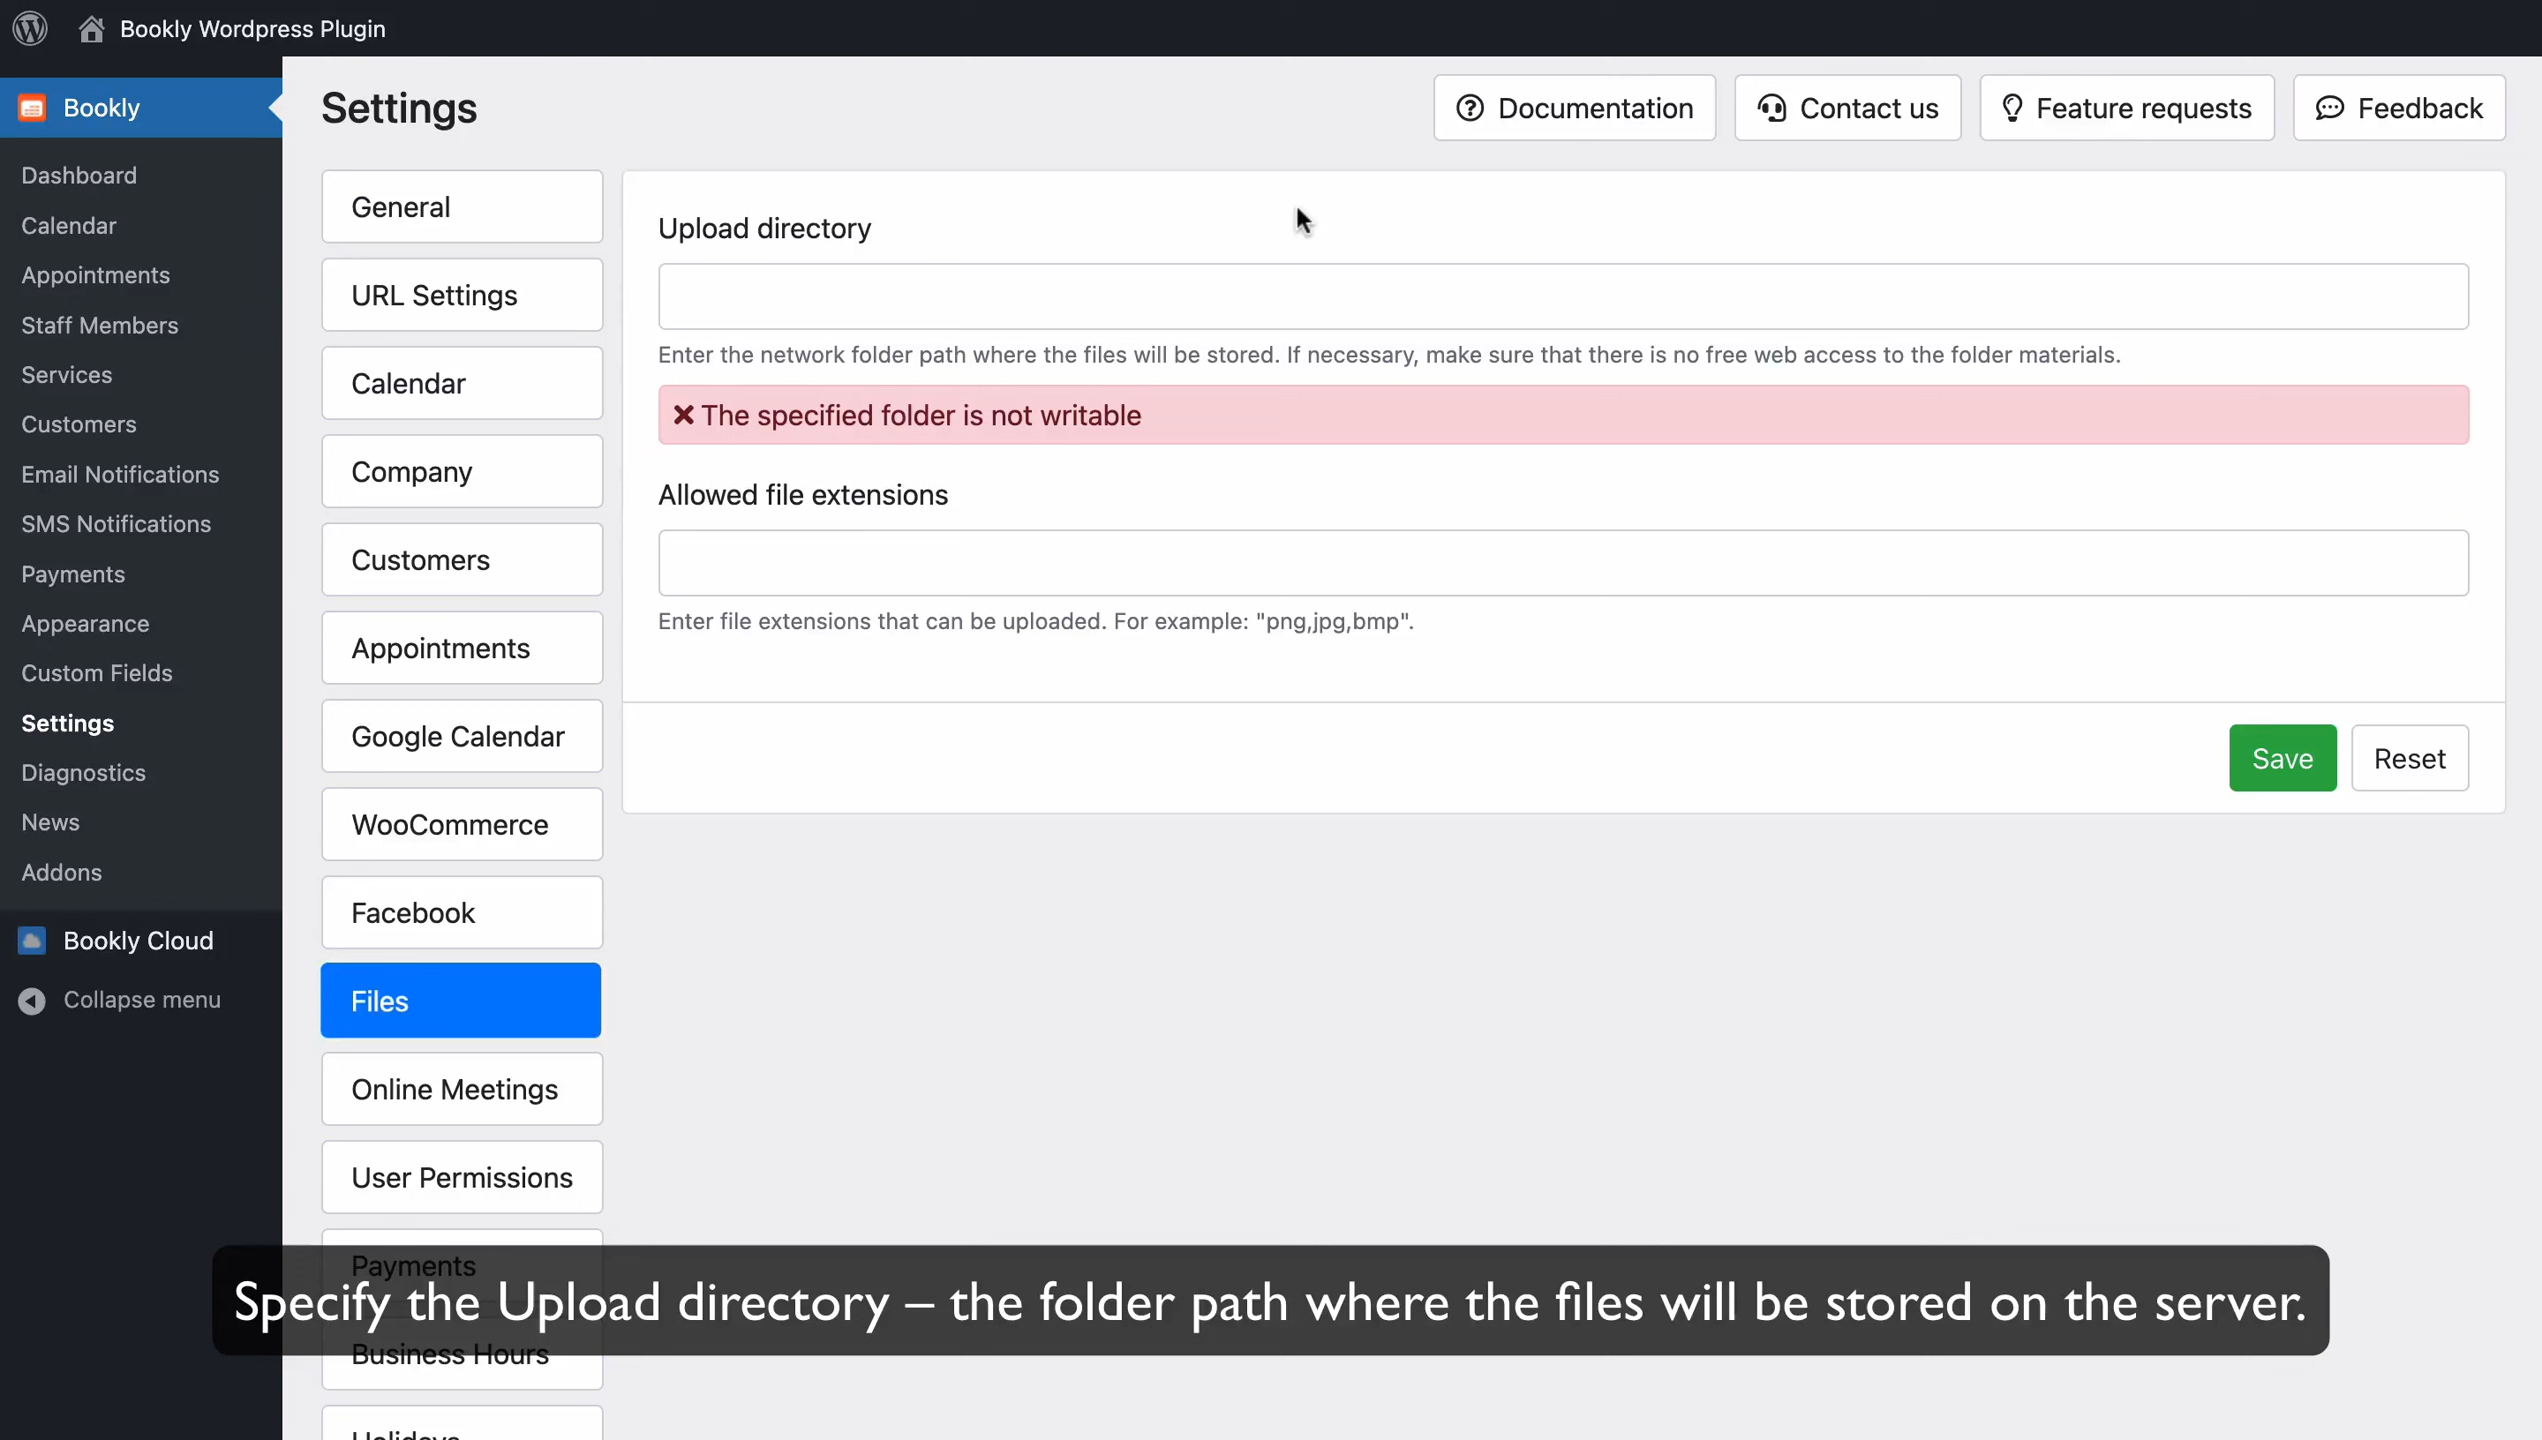 Bookly Wordpress Plugin
Bookly
Dashboard
Calendar
Appointments
Staff Members
Services
Customers
Email Notifications
SMS Notifications
Payments
Appearance
Custom Fields
Settings
Diagnostics
News
Addons
Bookly Cloud
Collapse menu
Settings
Documentation
Contact us
Feature requests
Feedback
General
URL Settings
Calendar
Company
Customers
Appointments
Google Calendar
WooCommerce
Facebook
Files
Online Meetings
User Permissions
Payments
Business Hours
Holidays
Upload directory
Enter the network folder path where the files will be stored. If necessary, make sure that there is no free web access to the folder materials.
The specified folder is not writable
Allowed file extensions
Enter file extensions that can be uploaded. For example: "png,jpg,bmp".
Save
Reset
Specify the Upload directory – the folder path where the files will be stored on the server.